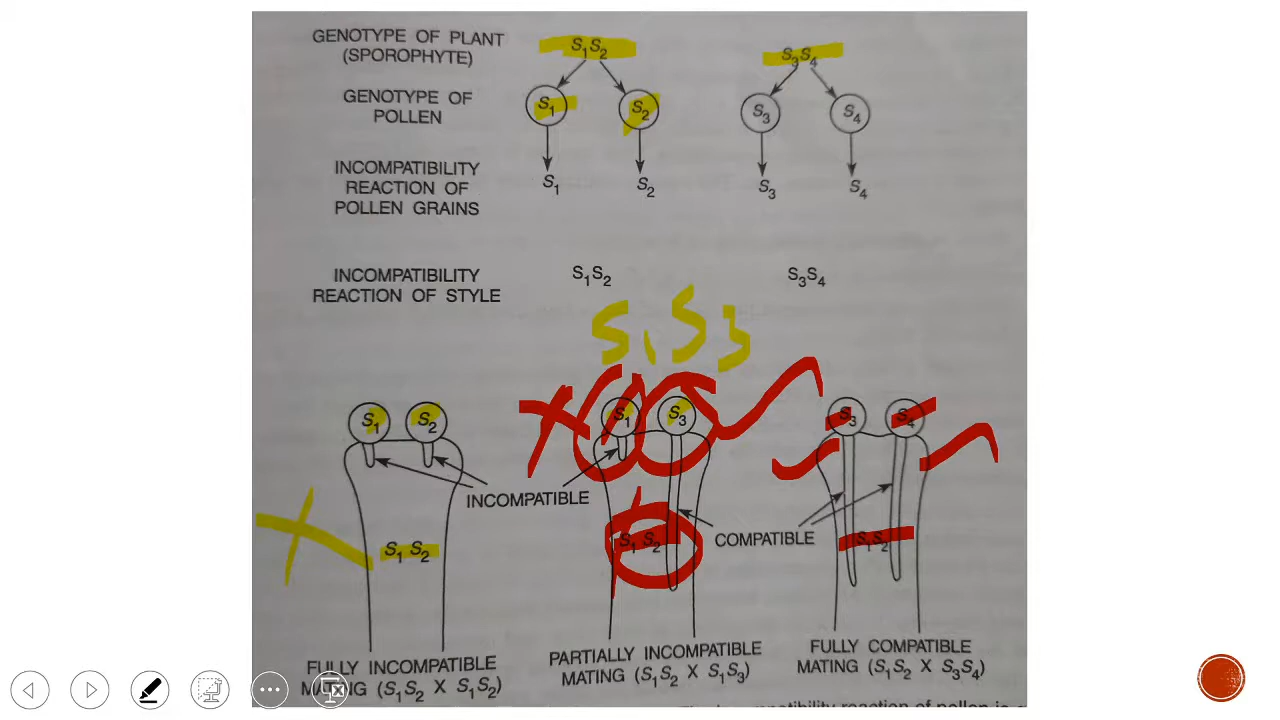 GENOTYPE OF PLANT
(SPOROPHYTE)
S₁S₂
S₃S₄
GENOTYPE OF
POLLEN
S₁
S₂
S₃
S₄
INCOMPATIBILITY
REACTION OF
POLLEN GRAINS
S₁
S₂
S₃
S₄
INCOMPATIBILITY
REACTION OF STYLE
S₁S₂
S₃S₄
S₁S₃
S₁
S₂
S₁
S₃
S₃
S₄
INCOMPATIBLE
COMPATIBLE
S₁S₂
S₁S₂
S₁S₂
FULLY INCOMPATIBLE
MATING (S₁S₂ X S₁S₂)
PARTIALLY INCOMPATIBLE
MATING (S₁S₂ X S₁S₃)
FULLY COMPATIBLE
MATING (S₁S₂ X S₃S₄)